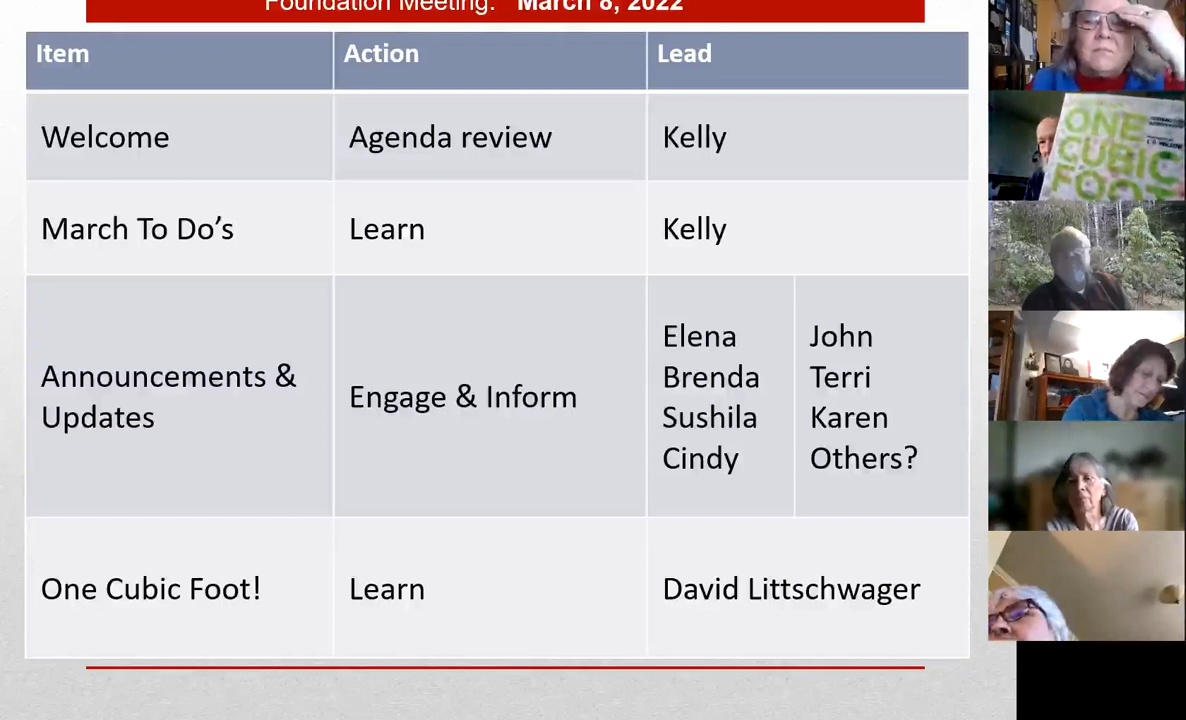 Foundation Meeting: March 8, 2022
Item Action Lead
Welcome Agenda review Kelly
March To Do’s Learn Kelly
Announcements &
Updates
Engage & Inform
Elena
Brenda
Sushila
Cindy
John
Terri
Karen
Others?
One Cubic Foot! Learn David Littschwager
ONE
CUBIC
FOOT